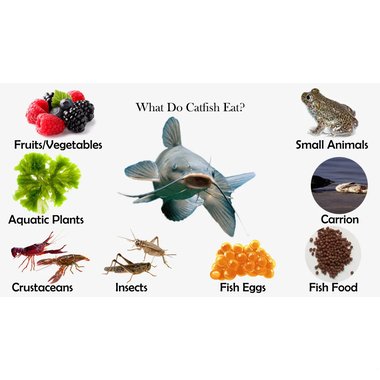 What Do Catfish Eat?
Fruits/Vegetables
Small Animals
Aquatic Plants
Carrion
Crustaceans
Insects
Fish Eggs
Fish Food